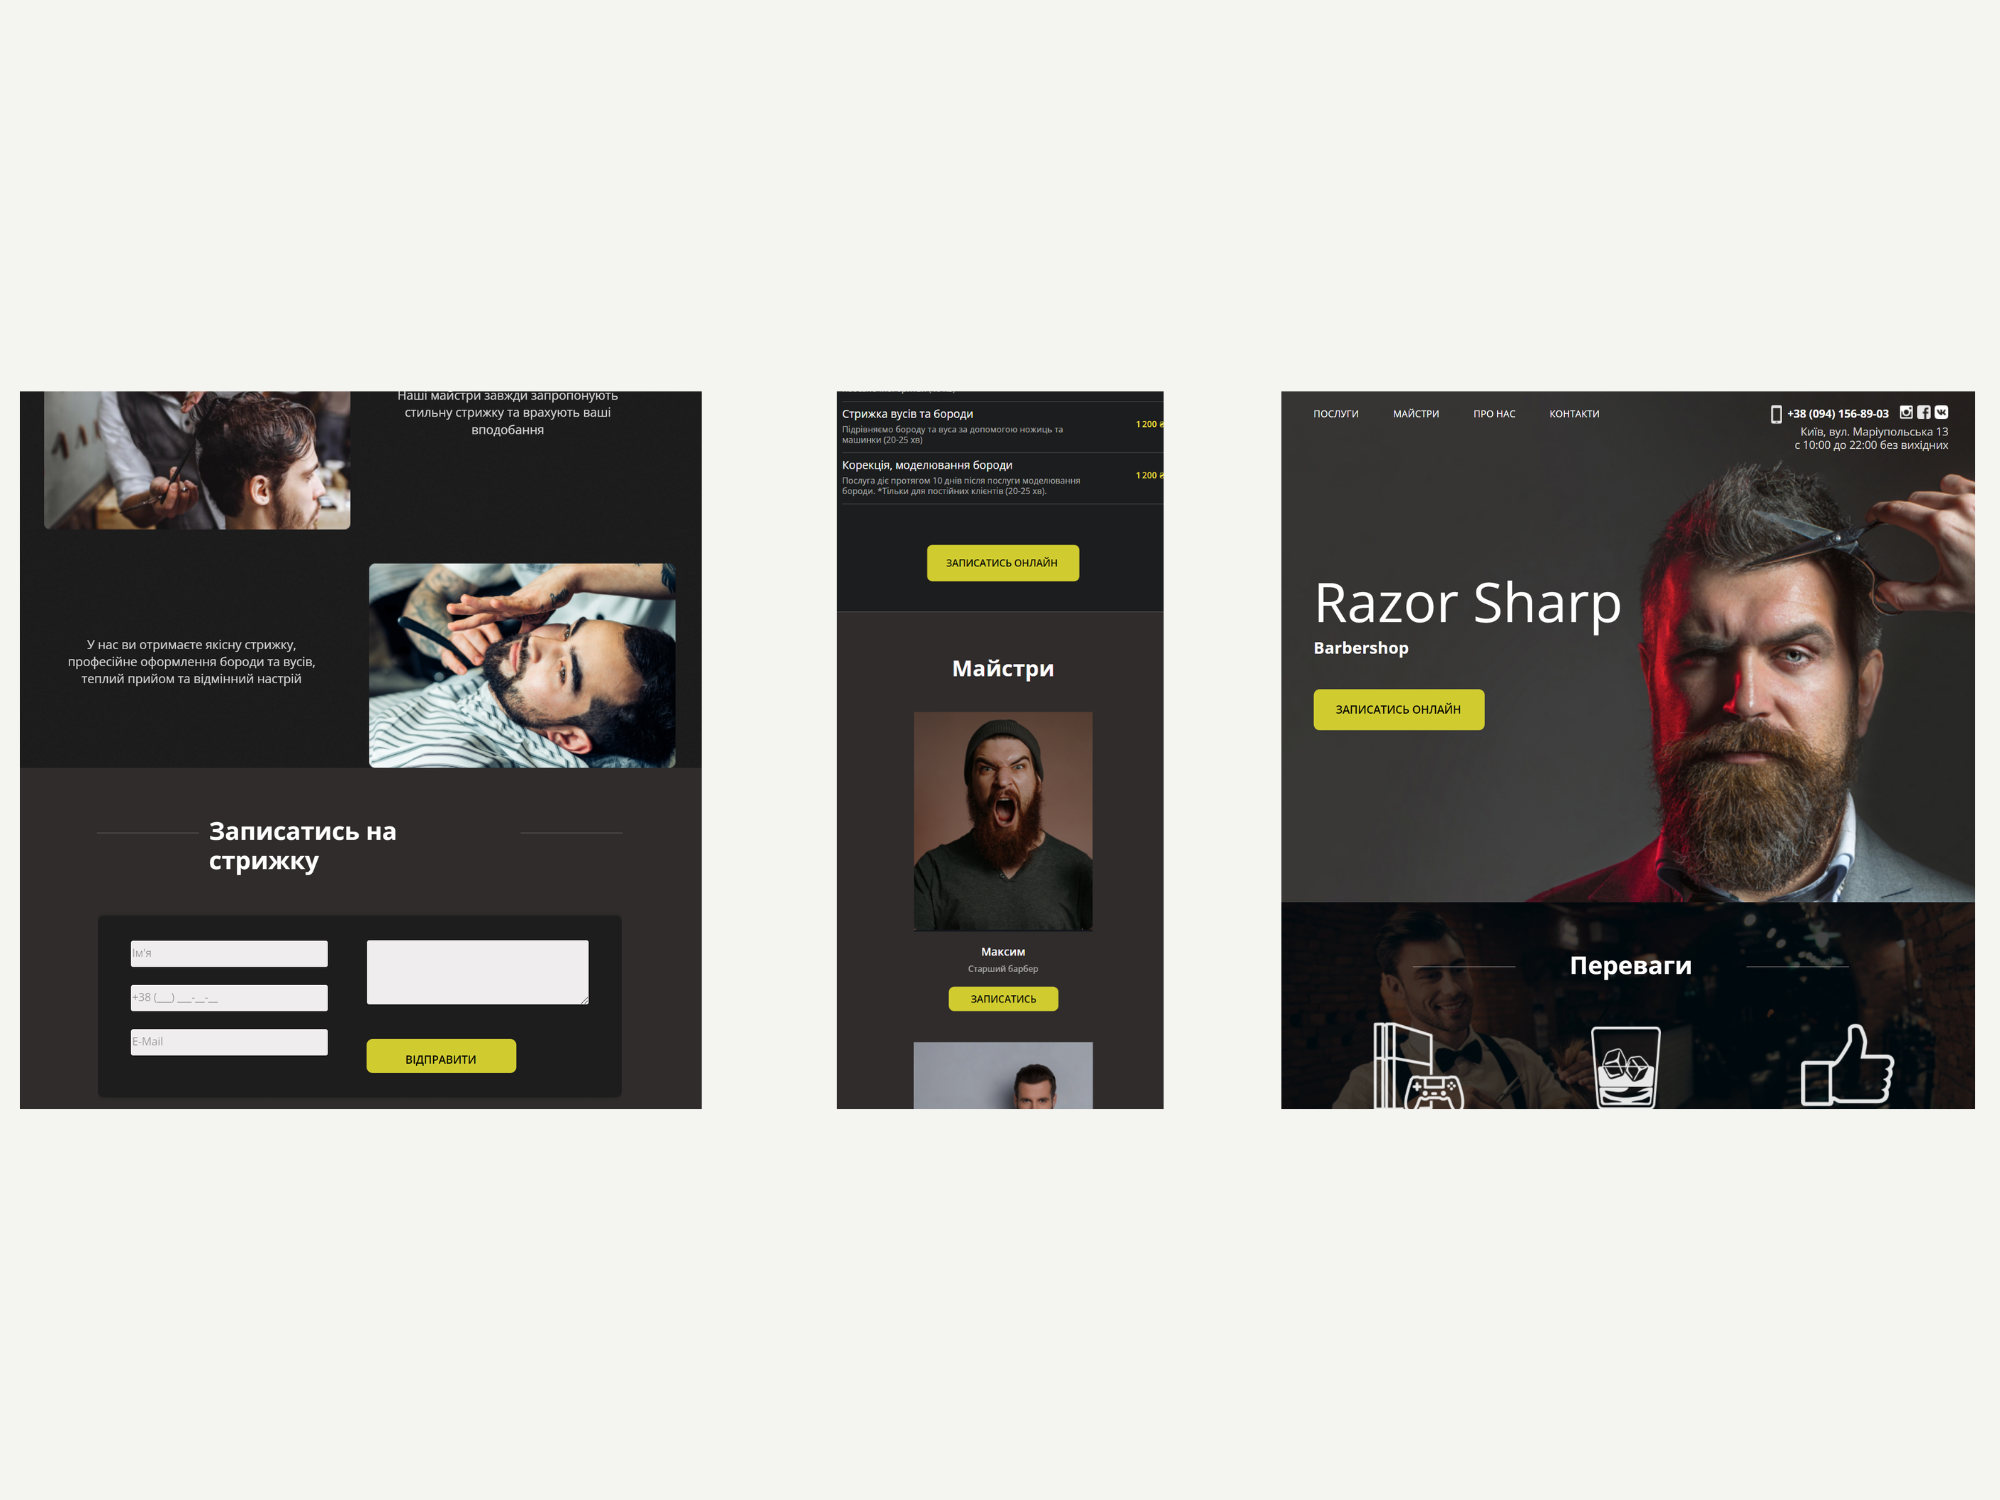 Наші майстри завжди запропонують
стильну стрижку та врахують ваші
вподобання
У нас ви отримаєте якісну стрижку,
професійне оформлення бороди та вусів,
теплий прийом та відмінний настрій
Записатись на
стрижку
Ім'я
+38 (___) ___-__-__
E-Mail
ВІДПРАВИТИ
Стрижка вусів та бороди
Підрівняємо бороду та вуса за допомогою ножиць та
машинки (20-25 хв)
1 200 ₴
Корекція, моделювання бороди
Послуга діє протягом 10 днів після послуги моделювання
бороди. *Тільки для постійних клієнтів (20-25 хв).
1 200 ₴
ЗАПИСАТИСЬ ОНЛАЙН
Майстри
Максим
Старший барбер
ЗАПИСАТИСЬ
ПОСЛУГИ МАЙСТРИ ПРО НАС КОНТАКТИ
+38 (094) 156-89-03
Київ, вул. Маріупольська 13
с 10:00 до 22:00 без вихідних
Razor Sharp
Barbershop
ЗАПИСАТИСЬ ОНЛАЙН
Переваги